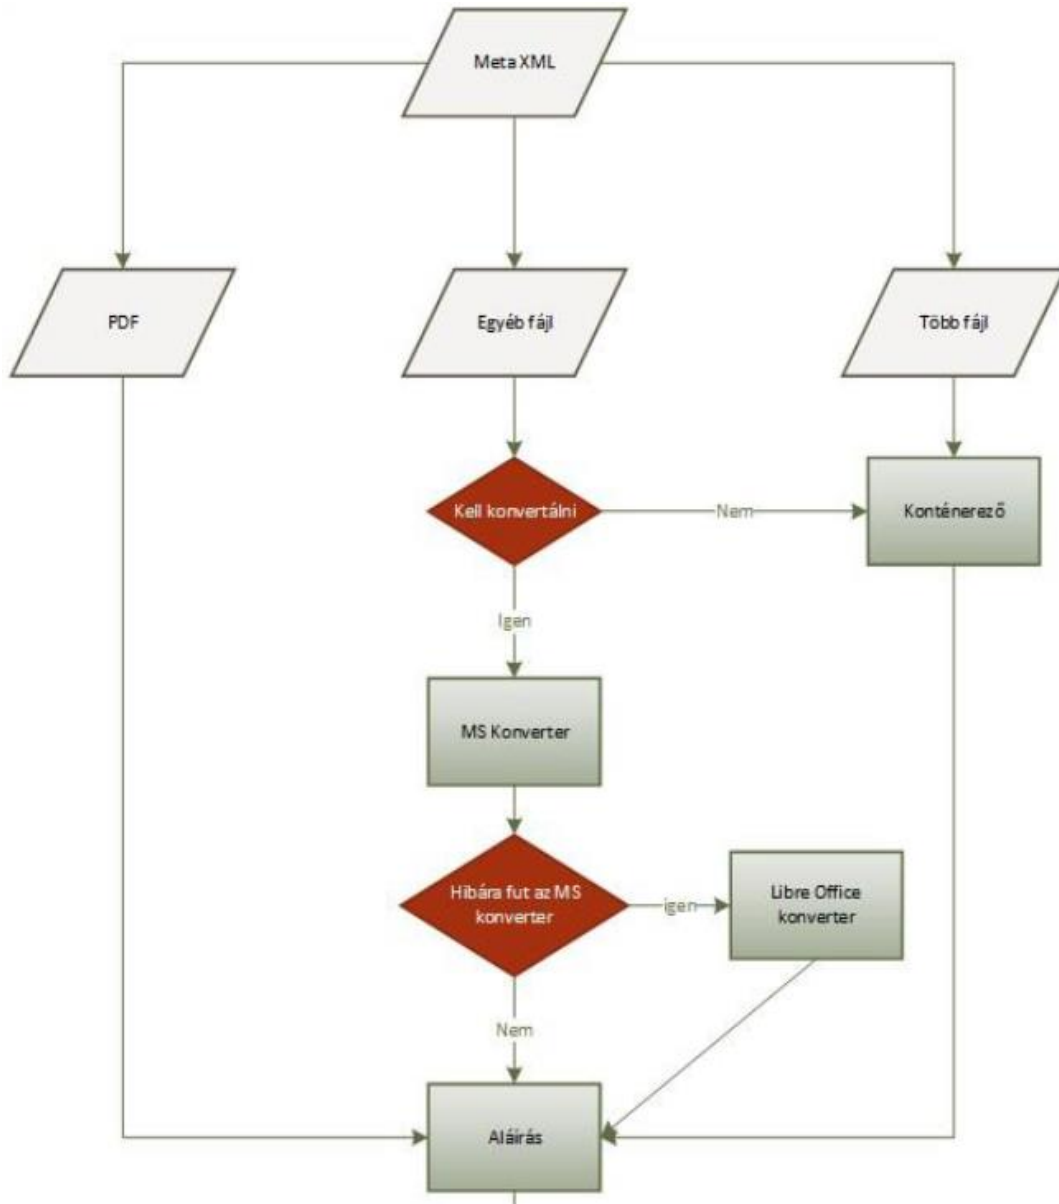 Meta XML
PDF
Egyéb fájl
Több fájl
Kell konvertálni
Nem
Konténerező
Igen
MS Konverter
Hibára fut az MS
konverter
igen
Libre Office
konverter
Nem
Aláírás